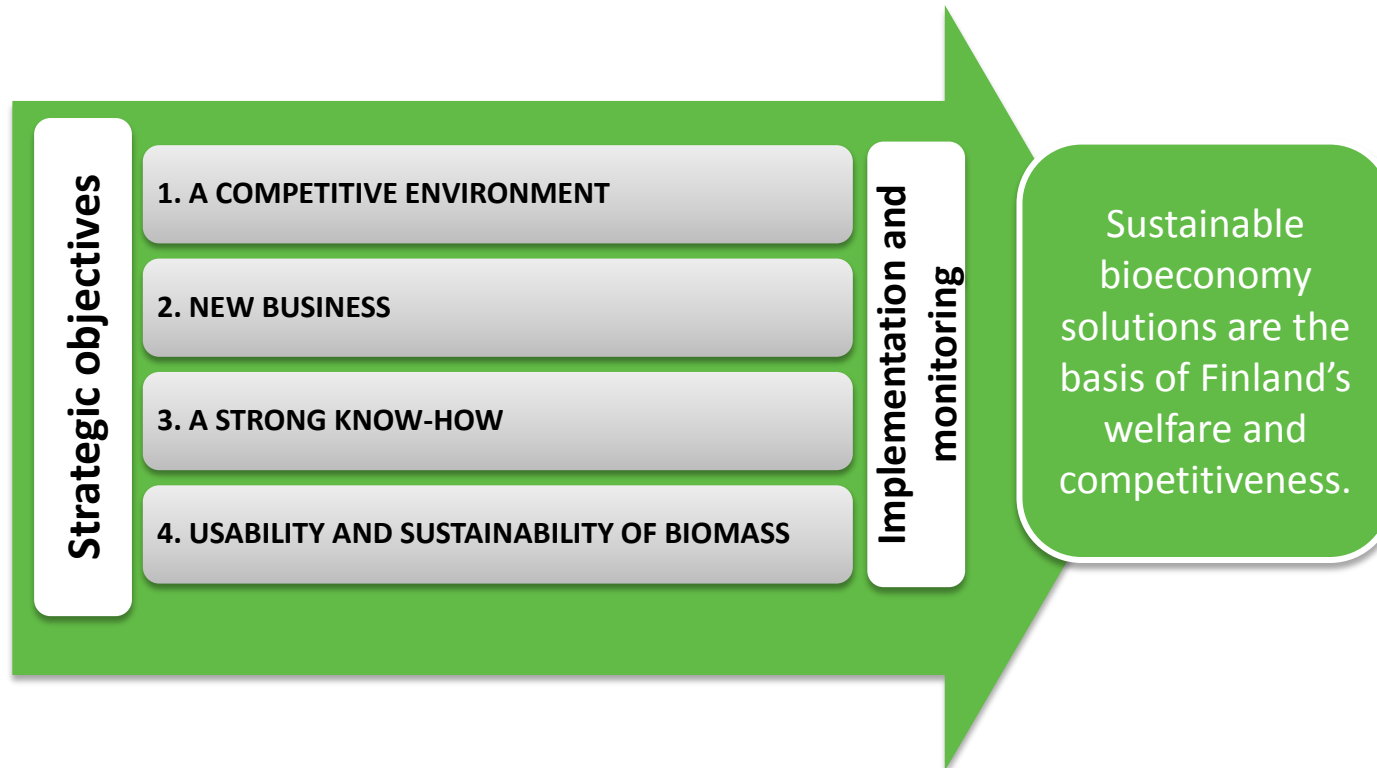 Strategic objectives
1. A COMPETITIVE ENVIRONMENT
2. NEW BUSINESS
3. A STRONG KNOW-HOW
4. USABILITY AND SUSTAINABILITY OF BIOMASS
Implementation and
monitoring
Sustainable
bioeconomy
solutions are the
basis of Finland’s
welfare and
competitiveness.